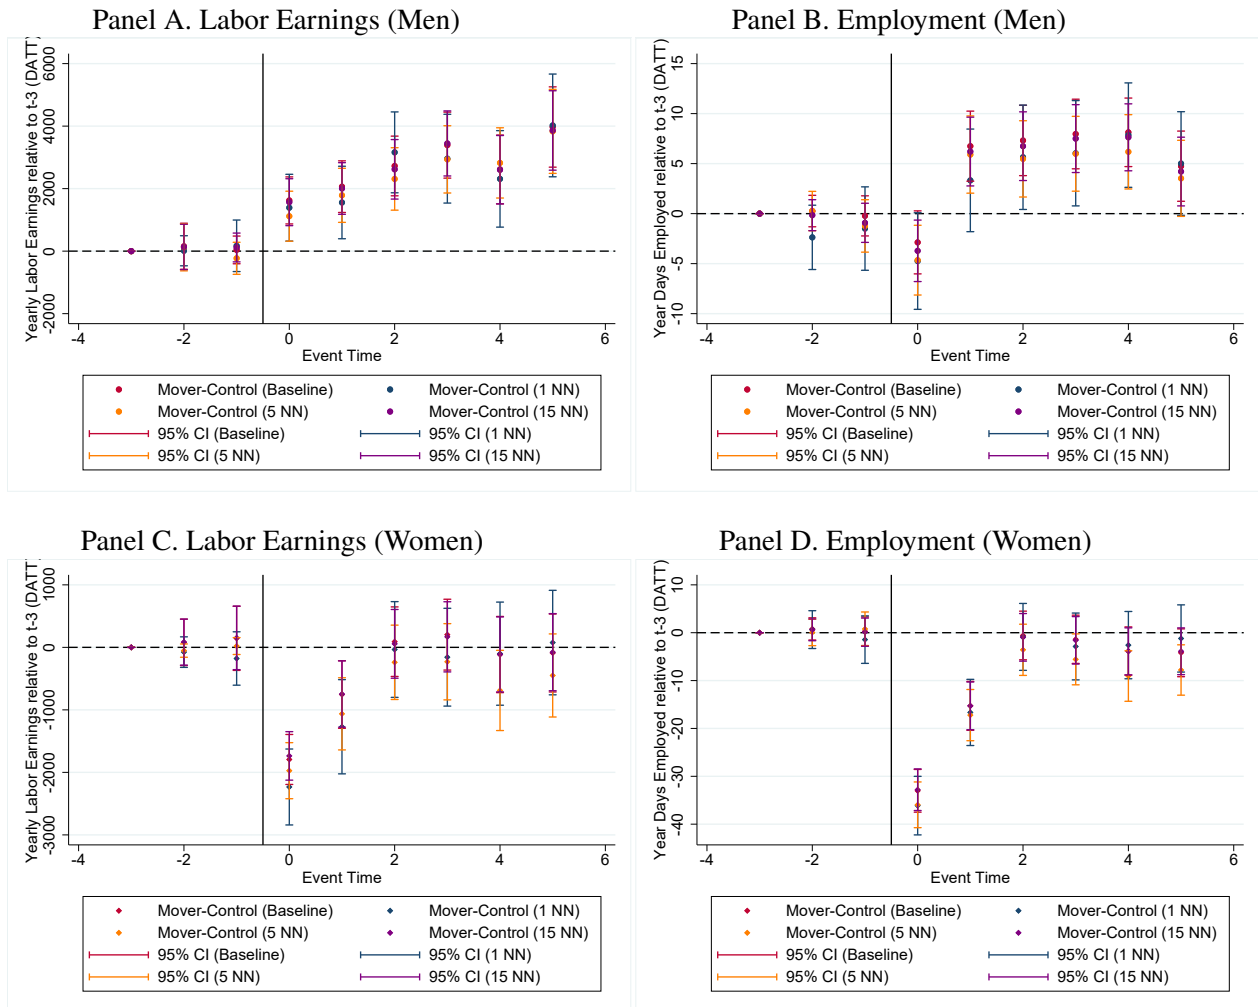 Panel A. Labor Earnings (Men)
Yearly Labor Earnings relative to t-3 (DATT)
6000
4000
2000
0
-2000
-4 -2 0 2 4 6
Event Time
Mover-Control (Baseline) Mover-Control (1 NN)
Mover-Control (5 NN) Mover-Control (15 NN)
95% CI (Baseline) 95% CI (1 NN)
95% CI (5 NN) 95% CI (15 NN)
Panel B. Employment (Men)
Year Days Employed relative to t-3 (DATT)
15
10
5
0
-5
-10
-4 -2 0 2 4 6
Event Time
Mover-Control (Baseline) Mover-Control (1 NN)
Mover-Control (5 NN) Mover-Control (15 NN)
95% CI (Baseline) 95% CI (1 NN)
95% CI (5 NN) 95% CI (15 NN)
Panel C. Labor Earnings (Women)
Yearly Labor Earnings relative to t-3 (DATT)
1000
0
-1000
-2000
-3000
-4 -2 0 2 4 6
Event Time
Mover-Control (Baseline) Mover-Control (1 NN)
Mover-Control (5 NN) Mover-Control (15 NN)
95% CI (Baseline) 95% CI (1 NN)
95% CI (5 NN) 95% CI (15 NN)
Panel D. Employment (Women)
Year Days Employed relative to t-3 (DATT)
10
0
-10
-20
-30
-40
-4 -2 0 2 4 6
Event Time
Mover-Control (Baseline) Mover-Control (1 NN)
Mover-Control (5 NN) Mover-Control (15 NN)
95% CI (Baseline) 95% CI (1 NN)
95% CI (5 NN) 95% CI (15 NN)